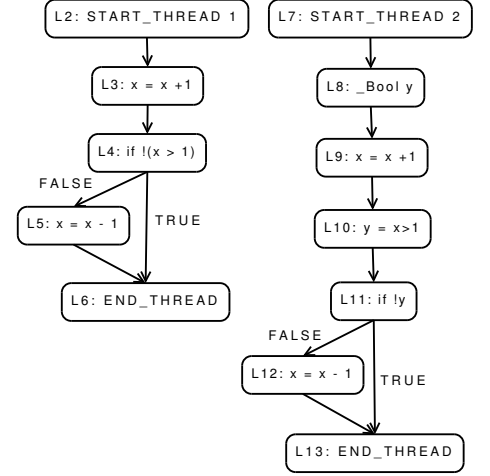 L2: START_THREAD 1
L3: x = x +1
L4: if !(x > 1)
FALSE
TRUE
L5: x = x - 1
L6: END_THREAD
L7: START_THREAD 2
L8: _Bool y
L9: x = x +1
L10: y = x>1
L11: if !y
FALSE
TRUE
L12: x = x - 1
L13: END_THREAD